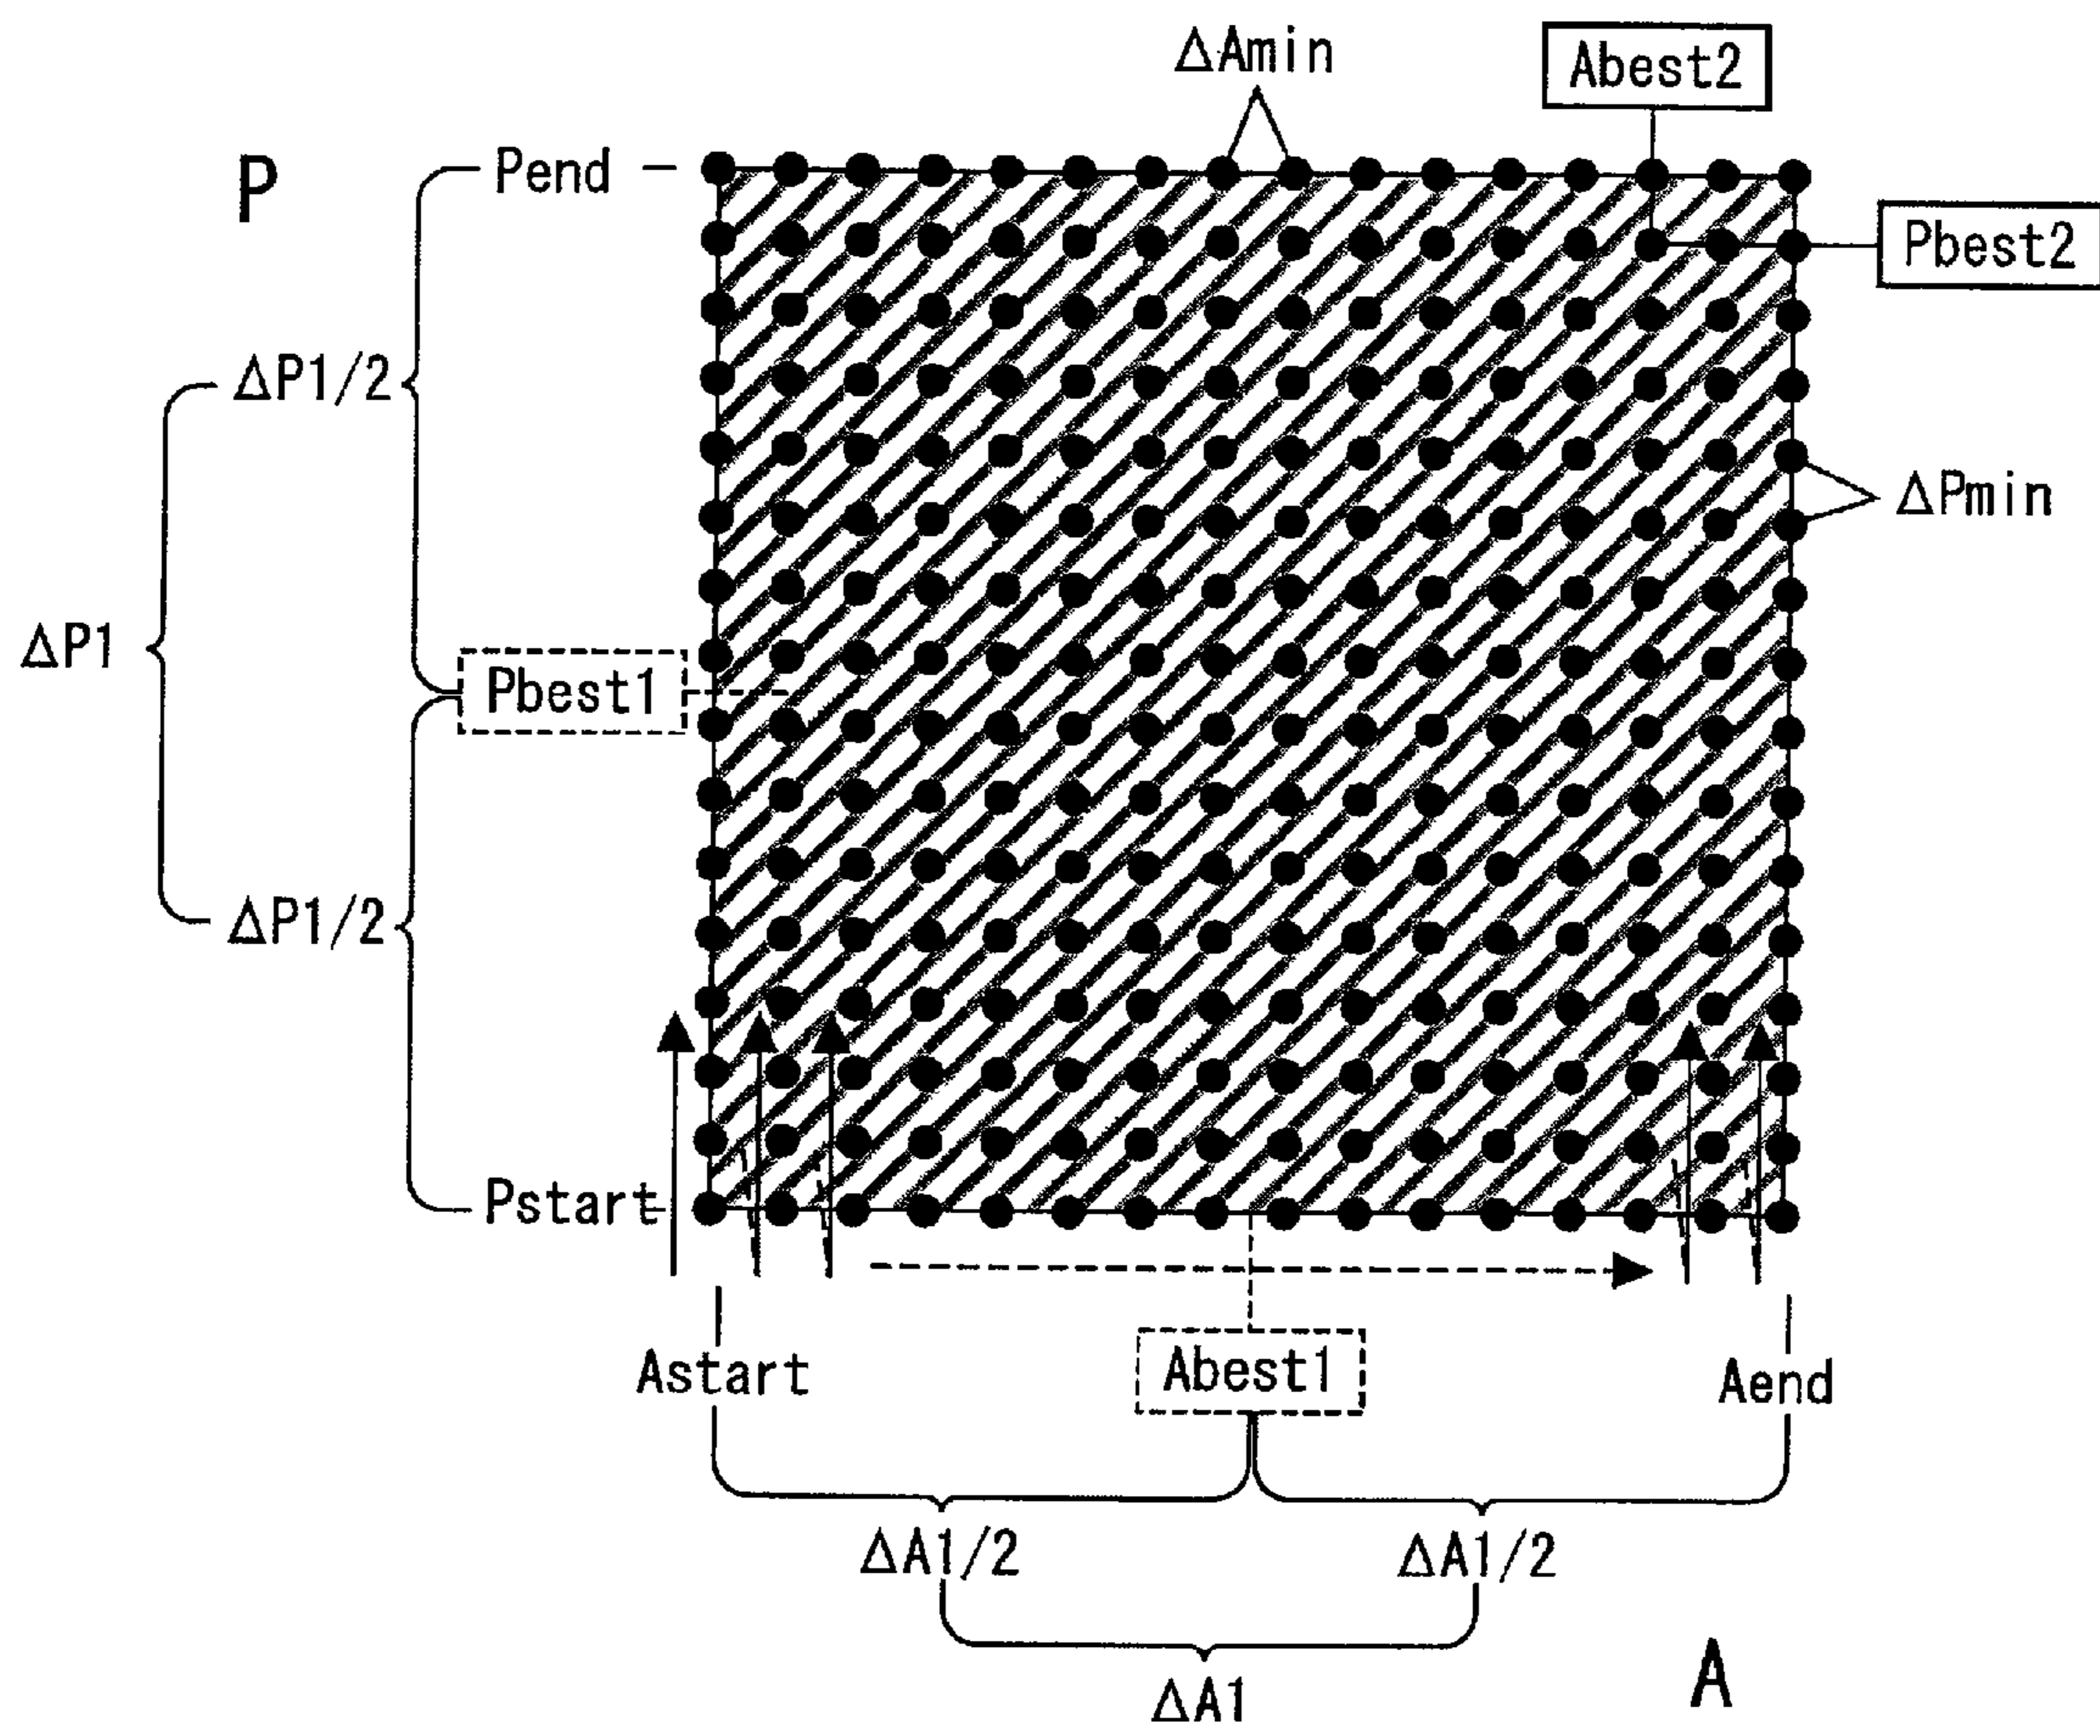 ΔAmin
Abest2
P
Pend
Pbest2
ΔP1/2
ΔPmin
ΔP1
Pbest1
ΔP1/2
Pstart
Astart
Abest1
Aend
ΔA1/2
ΔA1/2
ΔA1
A